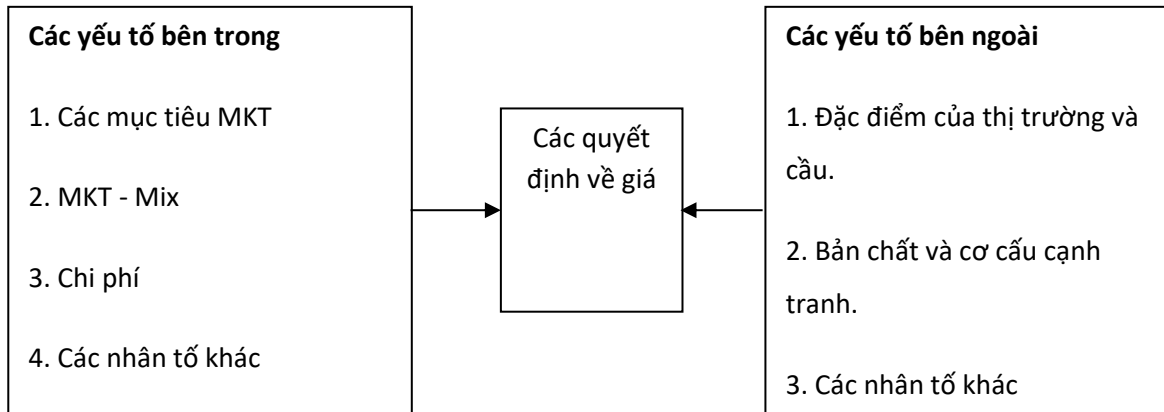 Các yếu tố bên trong
1. Các mục tiêu MKT
2. MKT - Mix
3. Chi phí
4. Các nhân tố khác
Các quyết
định về giá
Các yếu tố bên ngoài
1. Đặc điểm của thị trường và
cầu.
2. Bản chất và cơ cấu cạnh
tranh.
3. Các nhân tố khác